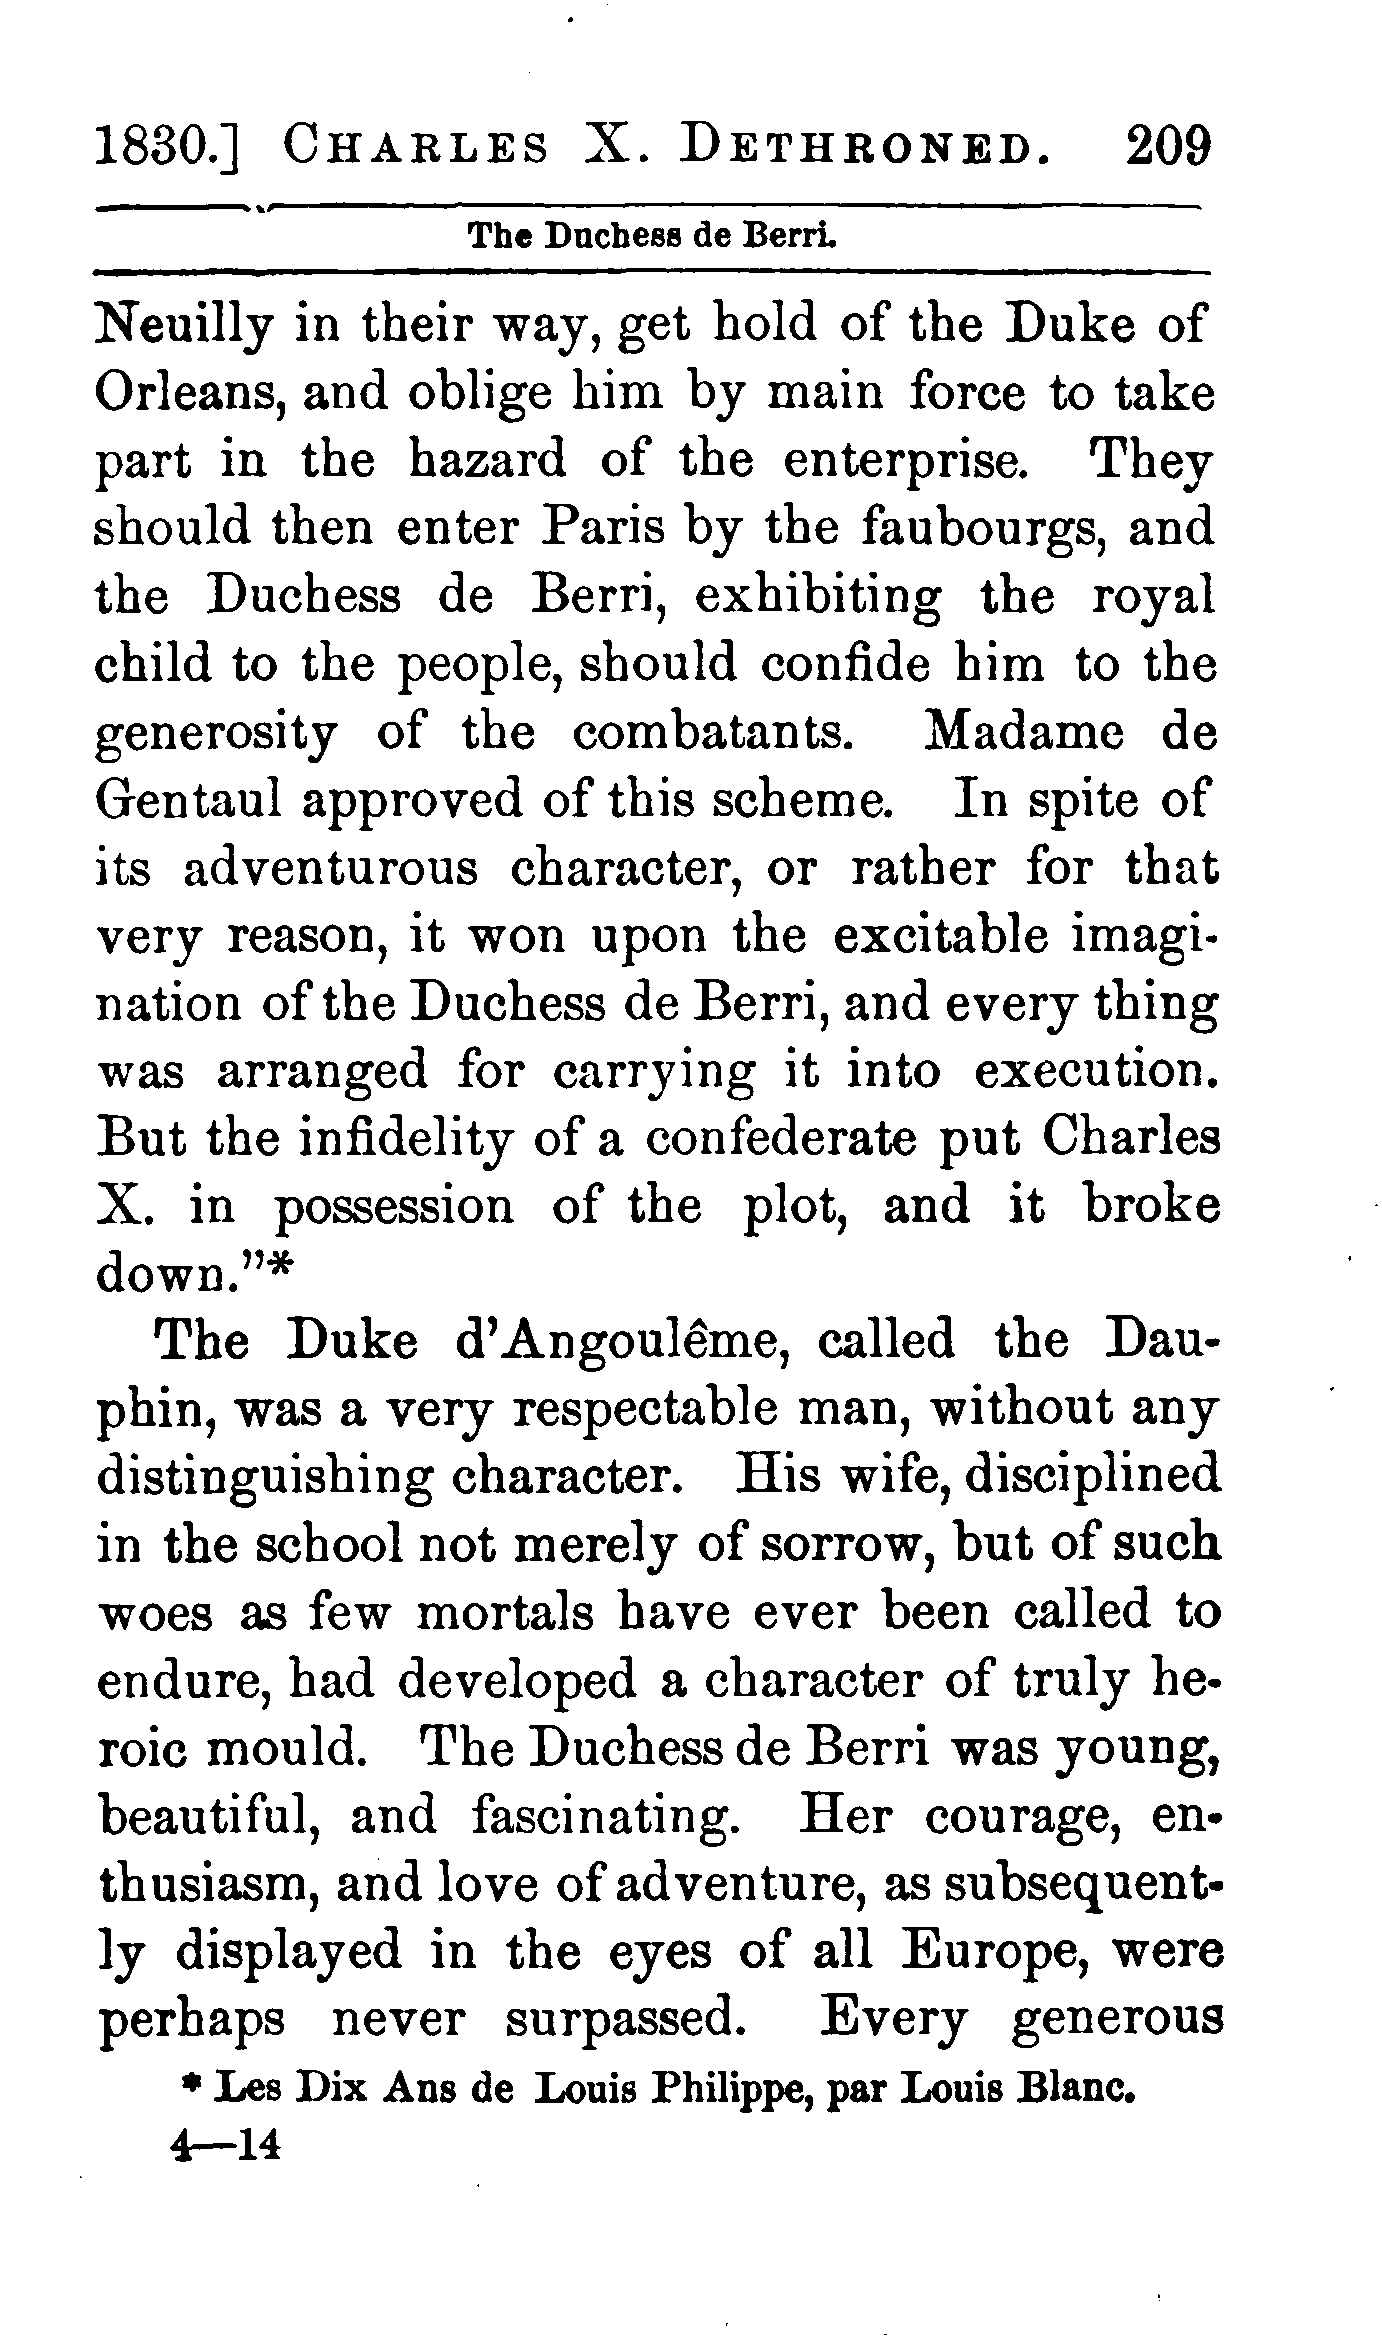 1830.] CHARLES X. DETHRONED. 209
The Duchess de Berri.
Neuilly in their way, get hold of the Duke of
Orleans, and oblige him by main force to take
part in the hazard of the enterprise. They
should then enter Paris by the faubourgs, and
the Duchess de Berri, exhibiting the royal
child to the people, should confide him to the
generosity of the combatants. Madame de
Gentaul approved of this scheme. In spite of
its adventurous character, or rather for that
very reason, it won upon the excitable imagi-
nation of the Duchess de Berri, and every thing
was arranged for carrying it into execution.
But the infidelity of a confederate put Charles
X. in possession of the plot, and it broke
down."*
The Duke d'Angoulême, called the Dau-
phin, was a very respectable man, without any
distinguishing character. His wife, disciplined
in the school not merely of sorrow, but of such
woes as few mortals have ever been called to
endure, had developed a character of truly he-
roic mould. The Duchess de Berri was young,
beautiful, and fascinating. Her courage, en-
thusiasm, and love of adventure, as subsequent-
ly displayed in the eyes of all Europe, were
perhaps never surpassed. Every generous
* Les Dix Ans de Louis Philippe, par Louis Blanc.
4—14